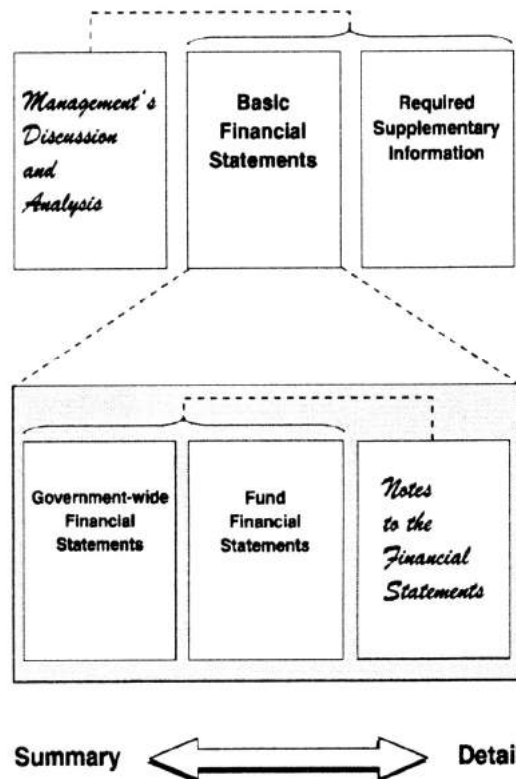 Management's
Discussion
and
Analysis
Basic
Financial
Statements
Required
Supplementary
Information
Government-wide
Financial
Statements
Fund
Financial
Statements
Notes
to the
Financial
Statements
Summary
Detail